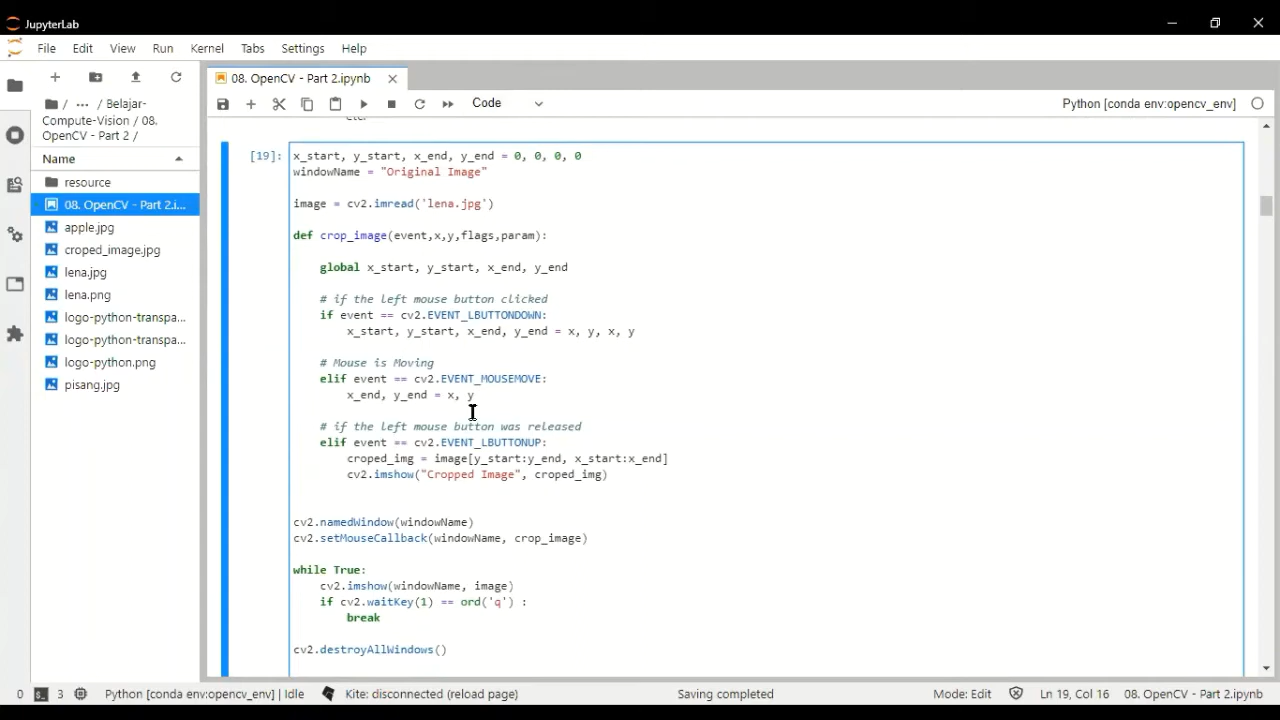 JupyterLab
File Edit View Run Kernel Tabs Settings Help
08. OpenCV - Part 2.ipynb
/ ... / Belajar-
Compute-Vision / 08.
OpenCV - Part 2 /
Name
resource
08. OpenCV - Part 2.i...
apple.jpg
croped_image.jpg
lena.jpg
lena.png
logo-python-transpa...
logo-python-transpa...
logo-python.png
pisang.jpg
Code
Python [conda env:opencv_env]
etc.
[19]:
x_start, y_start, x_end, y_end = 0, 0, 0, 0
windowName = "Original Image"
image = cv2.imread('lena.jpg')
def crop_image(event,x,y,flags,param):
    global x_start, y_start, x_end, y_end
    # if the left mouse button clicked
    if event == cv2.EVENT_LBUTTONDOWN:
        x_start, y_start, x_end, y_end = x, y, x, y
    # Mouse is Moving
    elif event == cv2.EVENT_MOUSEMOVE:
        x_end, y_end = x, y
    # if the left mouse button was released
    elif event == cv2.EVENT_LBUTTONUP:
        croped_img = image[y_start:y_end, x_start:x_end]
        cv2.imshow("Cropped Image", croped_img)
cv2.namedWindow(windowName)
cv2.setMouseCallback(windowName, crop_image)
while True:
    cv2.imshow(windowName, image)
    if cv2.waitKey(1) == ord('q') :
        break
cv2.destroyAllWindows()
0 3 Python [conda env:opencv_env] | Idle Kite: disconnected (reload page) Saving completed Mode: Edit Ln 19, Col 16 08. OpenCV - Part 2.ipynb